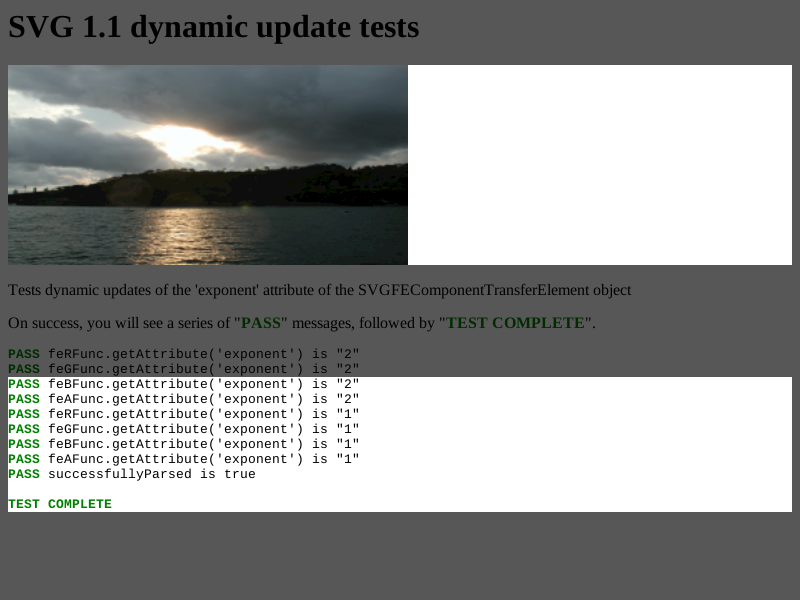 SVG 1.1 dynamic update tests
Tests dynamic updates of the 'exponent' attribute of the SVGFEComponentTransferElement object
On success, you will see a series of "PASS" messages, followed by "TEST COMPLETE".
PASS feRFunc.getAttribute('exponent') is "2"
PASS feGFunc.getAttribute('exponent') is "2"
PASS feBFunc.getAttribute('exponent') is "2"
PASS feAFunc.getAttribute('exponent') is "2"
PASS feRFunc.getAttribute('exponent') is "1"
PASS feGFunc.getAttribute('exponent') is "1"
PASS feBFunc.getAttribute('exponent') is "1"
PASS feAFunc.getAttribute('exponent') is "1"
PASS successfullyParsed is true
TEST COMPLETE